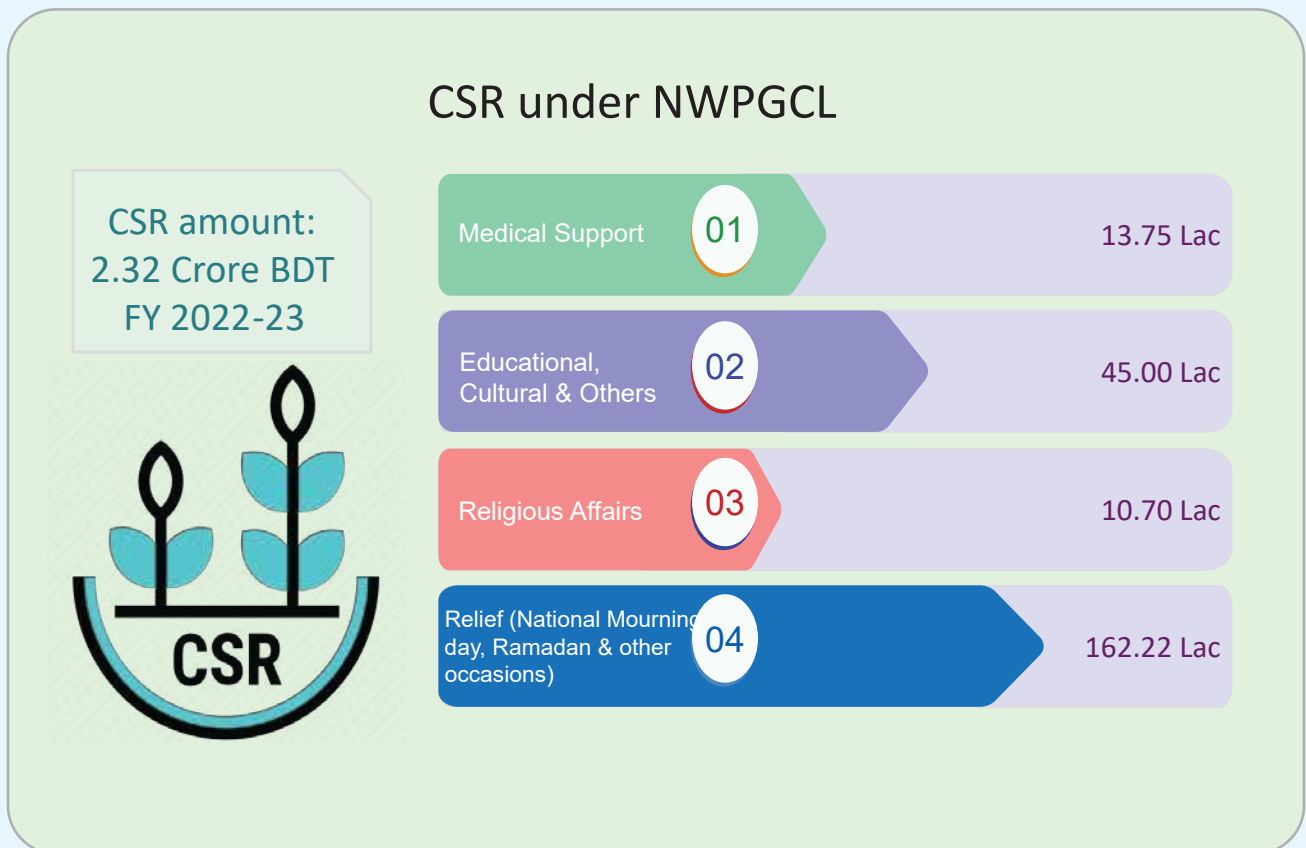 CSR under NWPGCL
CSR amount:
2.32 Crore BDT
FY 2022-23
CSR
Medical Support 01 13.75 Lac
Educational,
Cultural & Others
02 45.00 Lac
Religious Affairs 03 10.70 Lac
Relief (National Mourning
day, Ramadan & other
occasions)
04 162.22 Lac